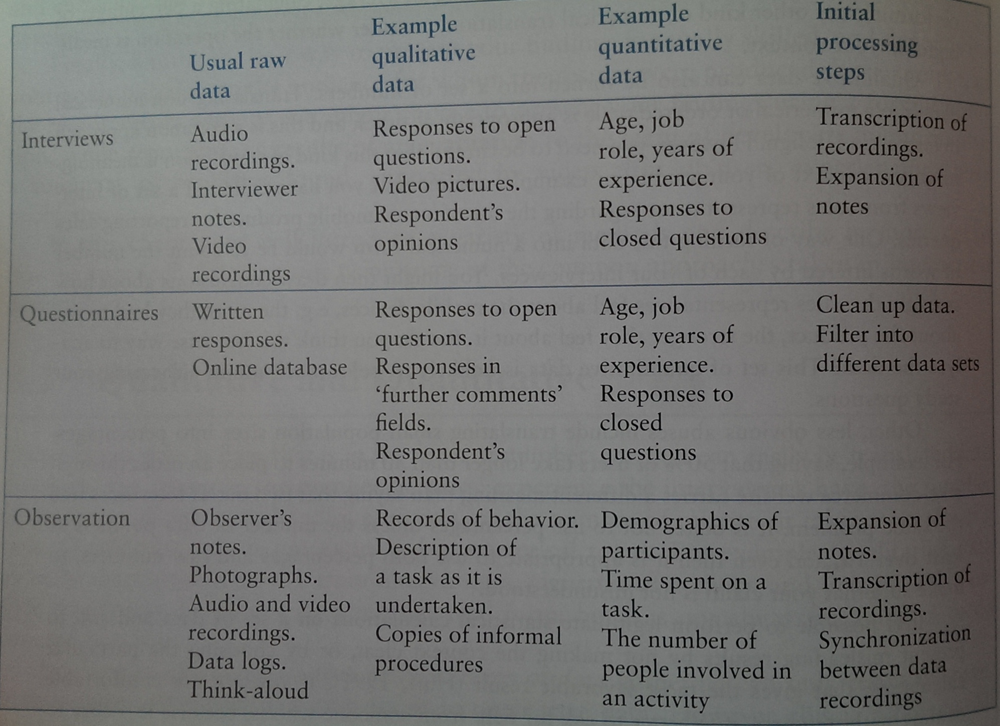 Usual raw
data
Example
qualitative
data
Example
quantitative
data
Initial
processing
steps
Interviews
Audio
recordings.
Interviewer
notes.
Video
recordings
Responses to open
questions.
Video pictures.
Respondent's
opinions
Age, job
role, years of
experience.
Responses to
closed questions
Transcription of
recordings.
Expansion of
notes
Questionnaires
Written
responses.
Online database
Responses to open
questions.
Responses in
'further comments'
fields.
Respondent's
opinions
Age, job
role, years of
experience.
Responses to
closed
questions
Clean up data.
Filter into
different data sets
Observation
Observer's
notes.
Photographs.
Audio and video
recordings.
Data logs.
Think-aloud
Records of behavior.
Description of
a task as it is
undertaken.
Copies of informal
procedures
Demographics of
participants.
Time spent on a
task.
The number of
people involved in
an activity
Expansion of
notes.
Transcription of
recordings.
Synchronization
between data
recordings